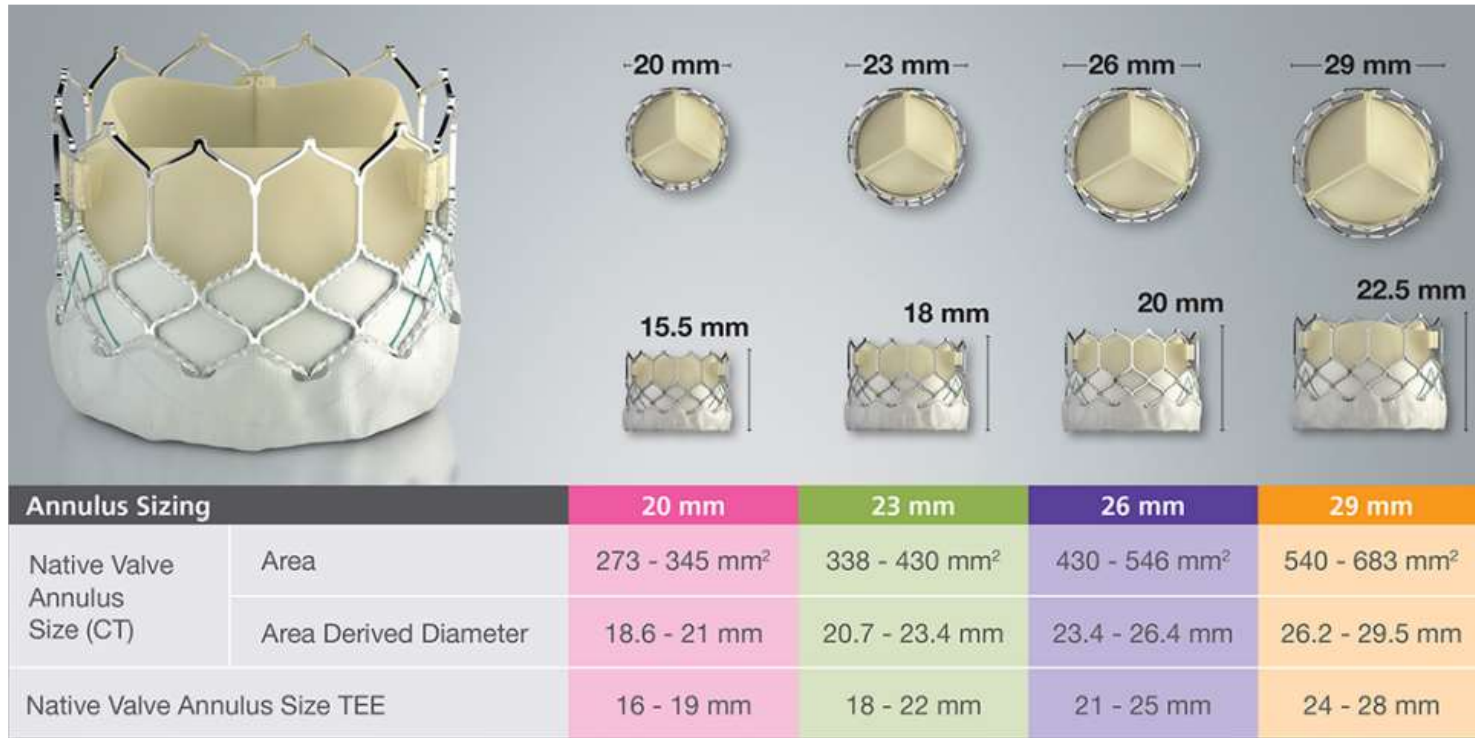 20 mm 23 mm 26 mm 29 mm
15.5 mm 18 mm 20 mm 22.5 mm
Annulus Sizing 20 mm 23 mm 26 mm 29 mm
Native Valve
Annulus
Size (CT)
Area 273 - 345 mm² 338 - 430 mm² 430 - 546 mm² 540 - 683 mm²
Area Derived Diameter 18.6 - 21 mm 20.7 - 23.4 mm 23.4 - 26.4 mm 26.2 - 29.5 mm
Native Valve Annulus Size TEE 16 - 19 mm 18 - 22 mm 21 - 25 mm 24 - 28 mm